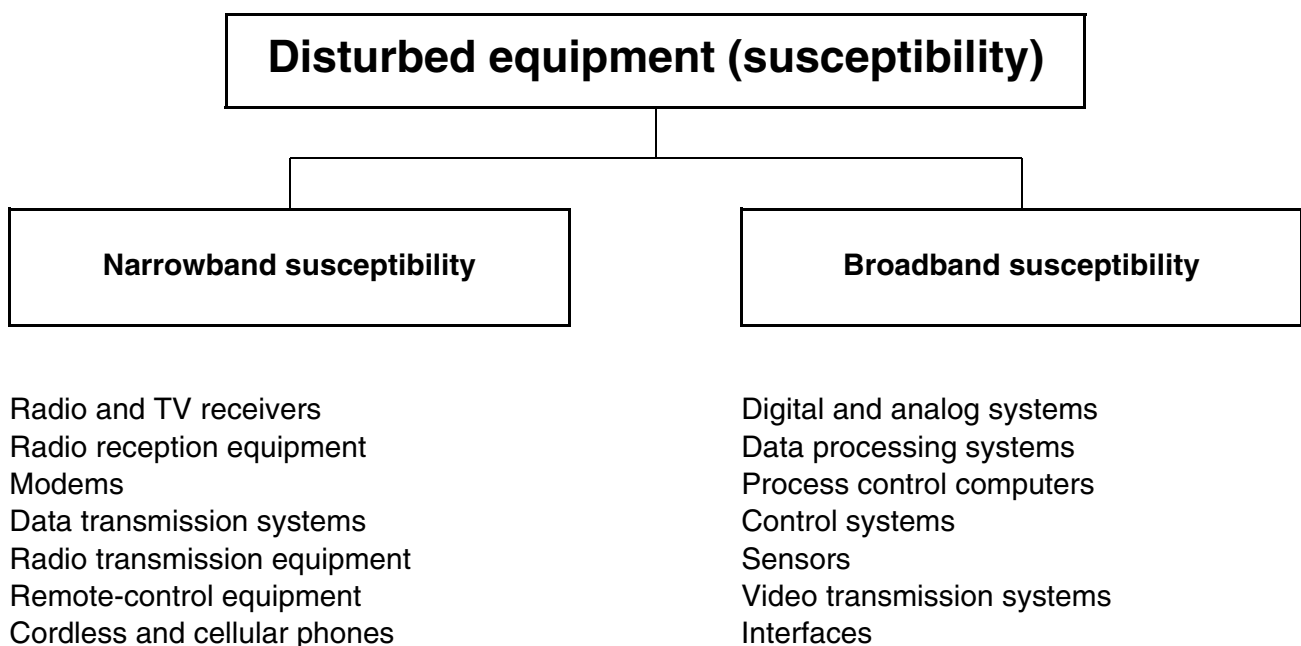 Disturbed equipment (susceptibility)
Narrowband susceptibility
Broadband susceptibility
Radio and TV receivers
Radio reception equipment
Modems
Data transmission systems
Radio transmission equipment
Remote-control equipment
Cordless and cellular phones
Digital and analog systems
Data processing systems
Process control computers
Control systems
Sensors
Video transmission systems
Interfaces